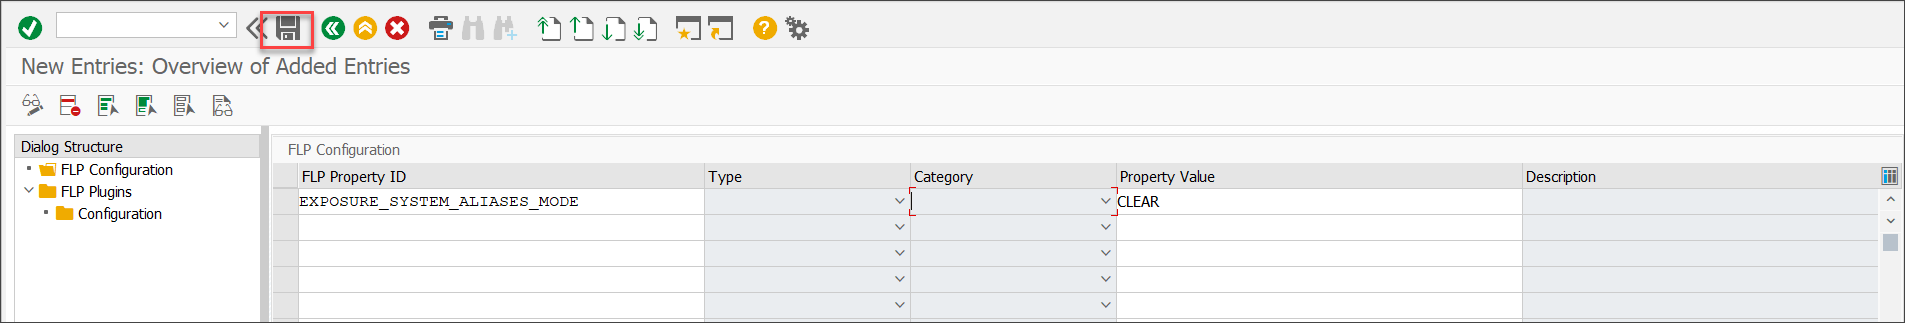 New Entries: Overview of Added Entries
Dialog Structure
FLP Configuration
FLP Plugins
Configuration
FLP Configuration
FLP Property ID Type Category Property Value Description
EXPOSURE_SYSTEM_ALIASES_MODE CLEAR